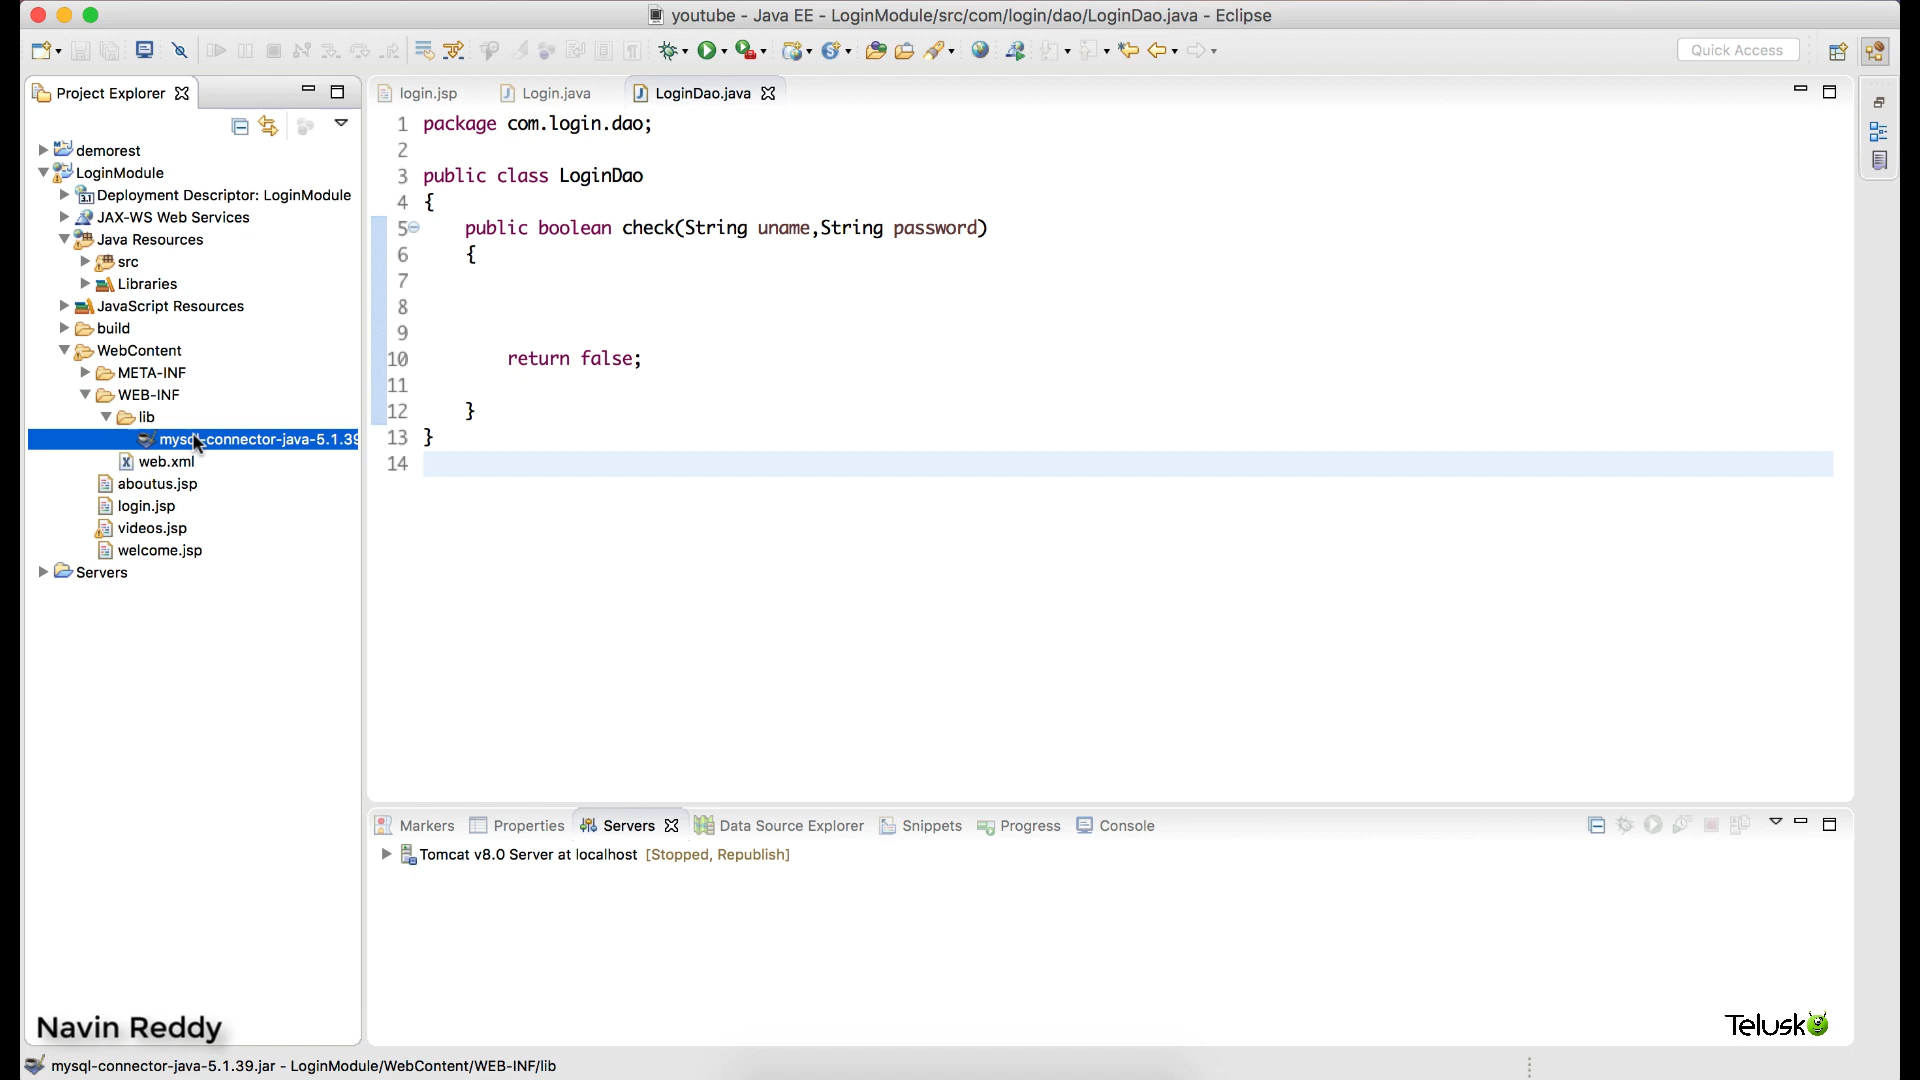 youtube - Java EE - LoginModule/src/com/login/dao/LoginDao.java - Eclipse
Quick Access
Project Explorer
demorest
LoginModule
Deployment Descriptor: LoginModule
JAX-WS Web Services
Java Resources
src
Libraries
JavaScript Resources
build
WebContent
META-INF
WEB-INF
lib
mysql-connector-java-5.1.39
web.xml
aboutus.jsp
login.jsp
videos.jsp
welcome.jsp
Servers
login.jsp Login.java LoginDao.java
1 package com.login.dao;
2
3 public class LoginDao
4 {
5 public boolean check(String uname,String password)
6 {
7
8
9
10 return false;
11
12 }
13 }
14
Markers Properties Servers Data Source Explorer Snippets Progress Console
Tomcat v8.0 Server at localhost [Stopped, Republish]
Navin Reddy
Telusko
mysql-connector-java-5.1.39.jar - LoginModule/WebContent/WEB-INF/lib